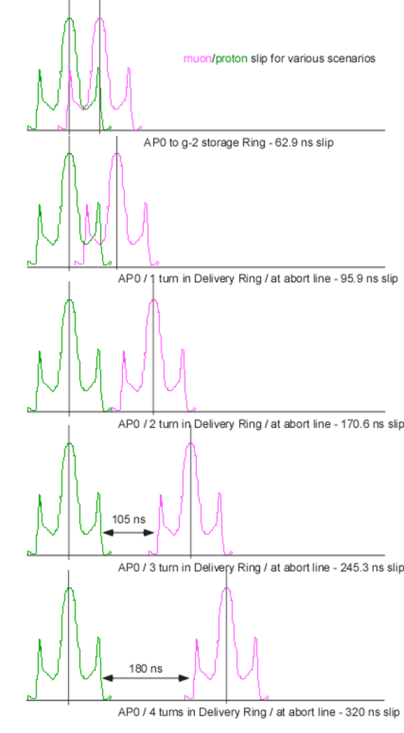 muon/proton slip for various scenarios
AP0 to g-2 storage Ring - 62.9 ns slip
AP0 / 1 turn in Delivery Ring / at abort line - 95.9 ns slip
AP0 / 2 turn in Delivery Ring / at abort line - 170.6 ns slip
105 ns
AP0 / 3 turn in Delivery Ring / at abort line - 245.3 ns slip
180 ns
AP0 / 4 turns in Delivery Ring / at abort line - 320 ns slip